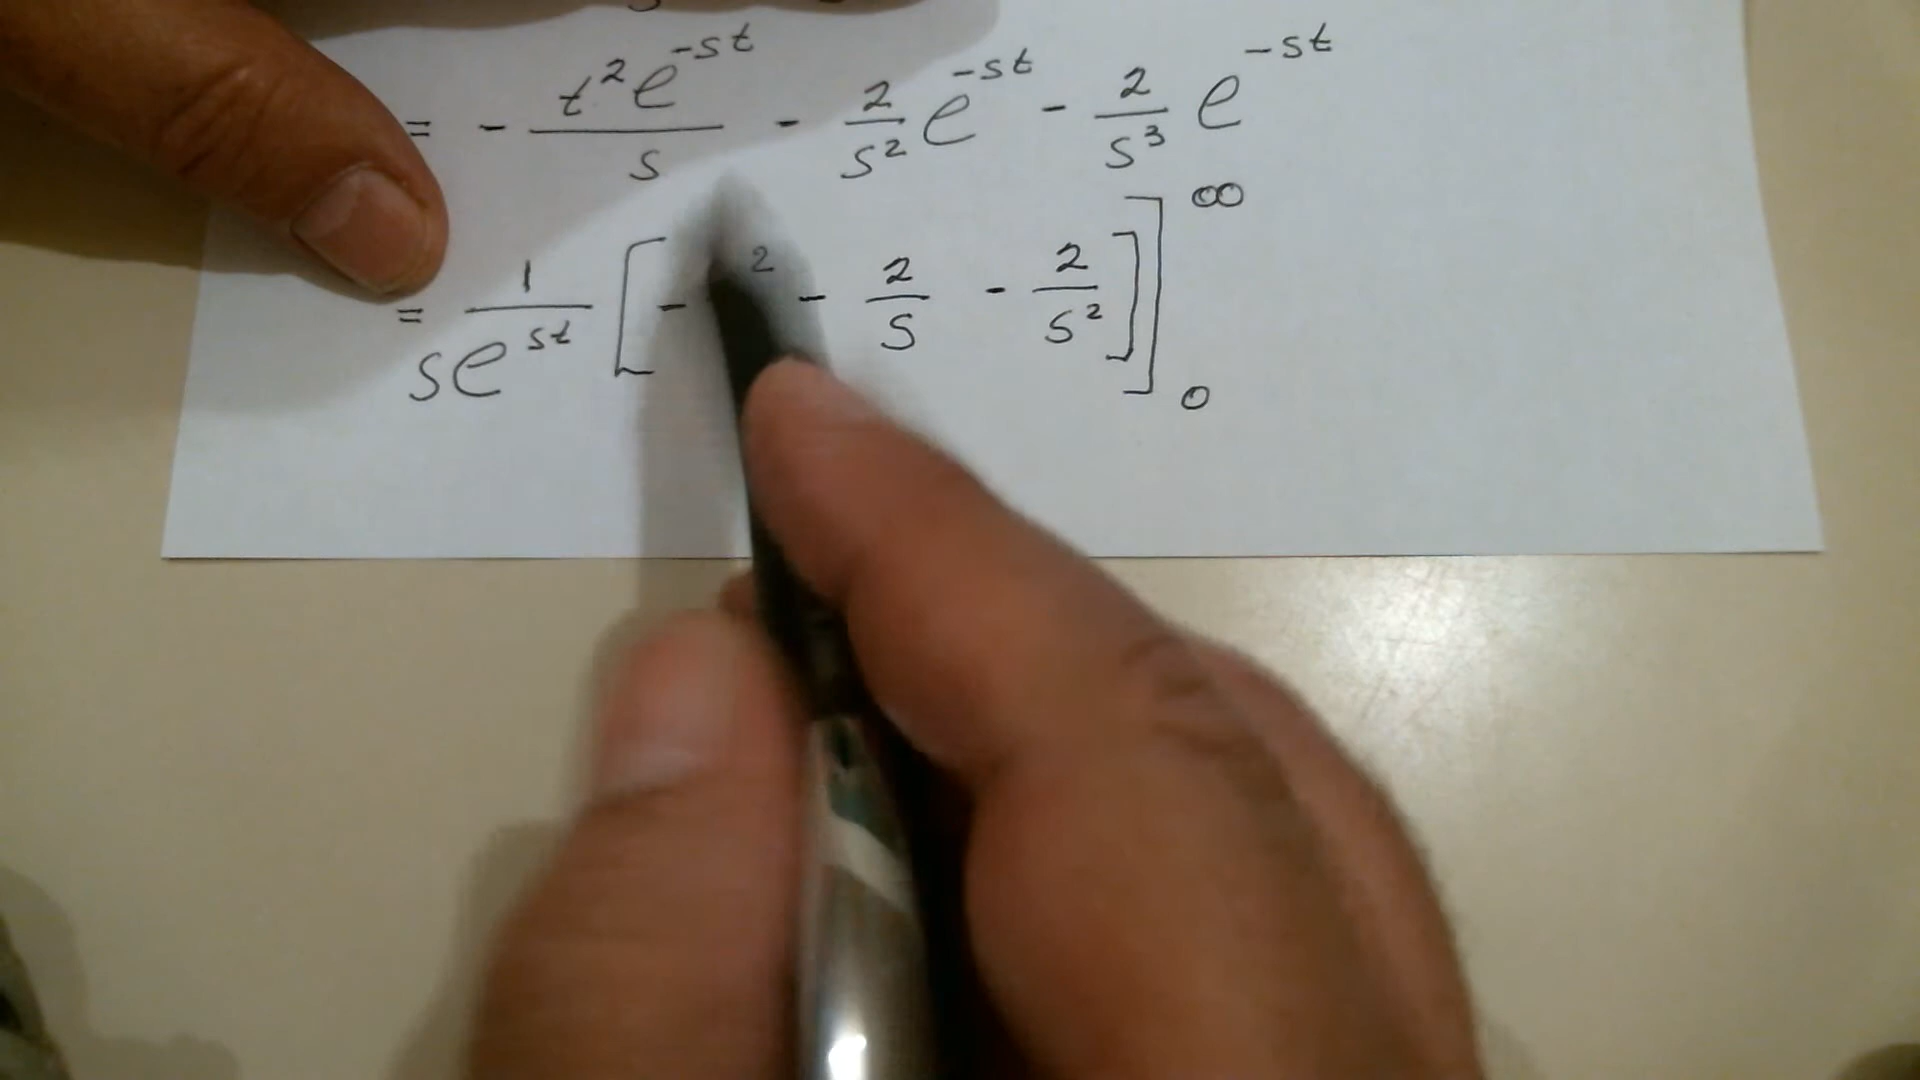 = - t²e^-st / s - 2/s² e^-st - 2/s³ e^-st
= 1/se^st [ - ² - 2/s - 2/s² ] ]₀^∞